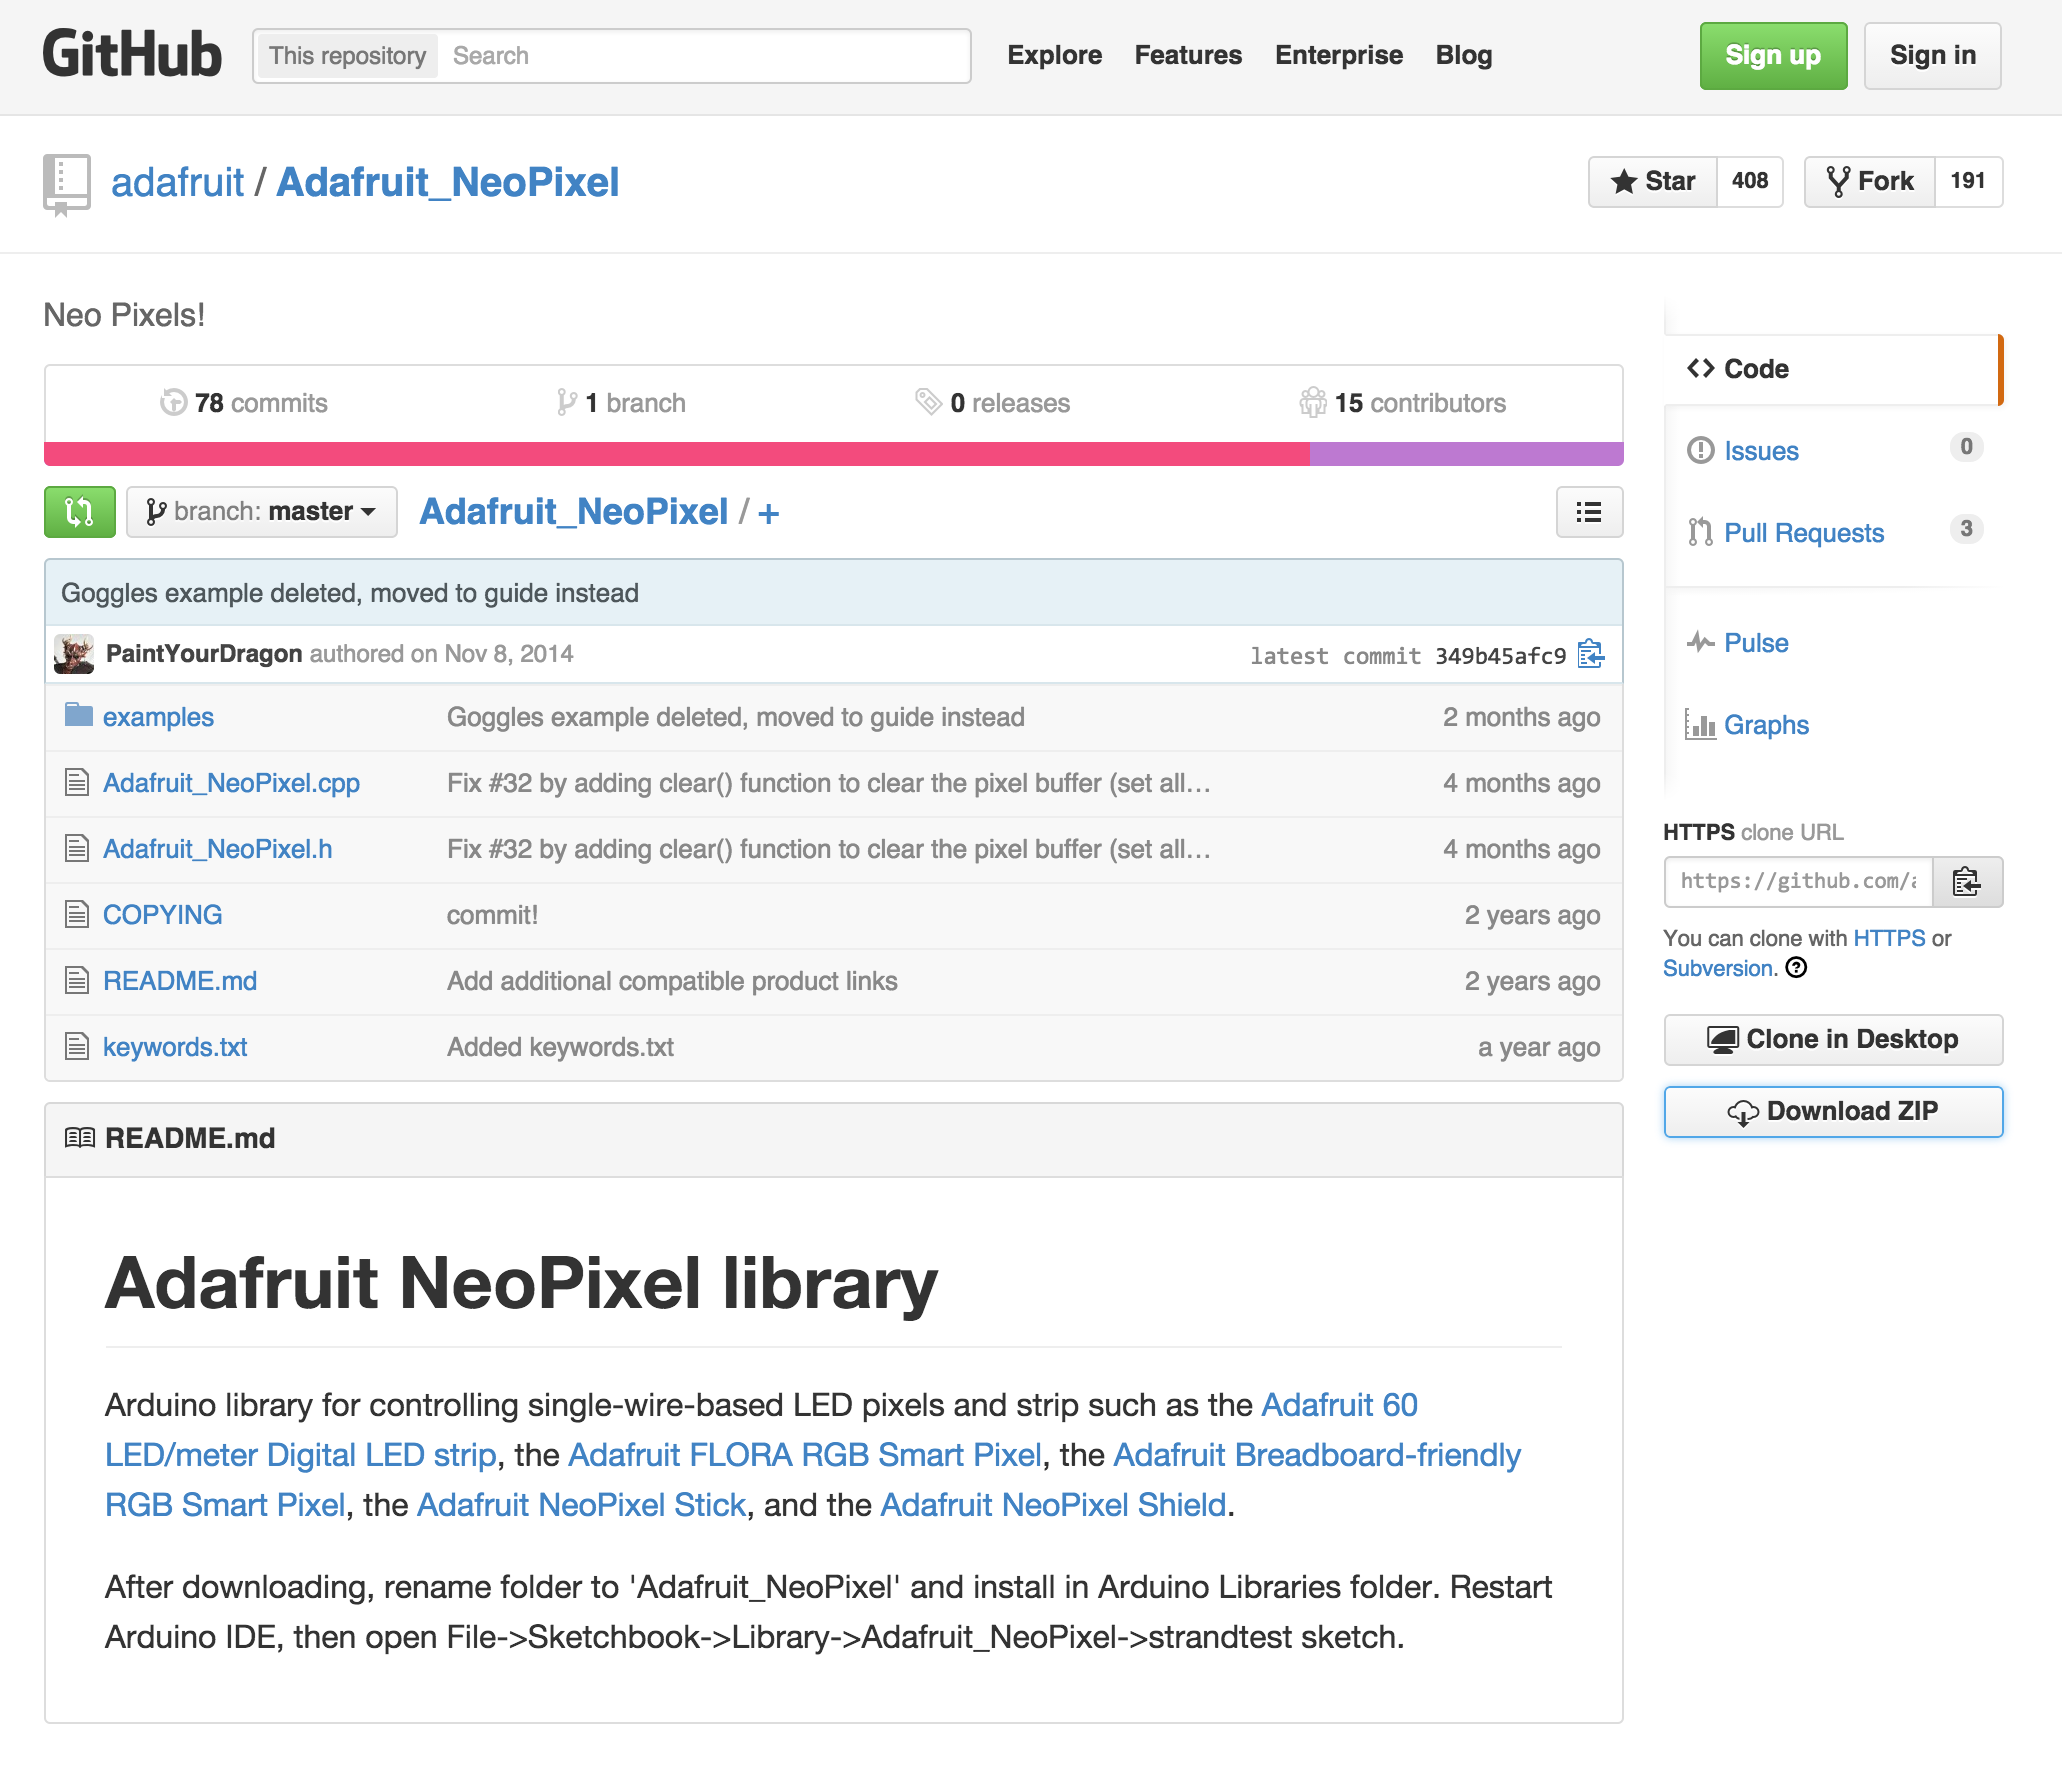 GitHub This repository Search Explore Features Enterprise Blog Sign up Sign in
adafruit / Adafruit_NeoPixel Star 408 Fork 191
Neo Pixels!
78 commits 1 branch 0 releases 15 contributors
branch: master Adafruit_NeoPixel / +
Goggles example deleted, moved to guide instead
PaintYourDragon authored on Nov 8, 2014 latest commit 349b45afc9
examples Goggles example deleted, moved to guide instead 2 months ago
Adafruit_NeoPixel.cpp Fix #32 by adding clear() function to clear the pixel buffer (set all… 4 months ago
Adafruit_NeoPixel.h Fix #32 by adding clear() function to clear the pixel buffer (set all… 4 months ago
COPYING commit! 2 years ago
README.md Add additional compatible product links 2 years ago
keywords.txt Added keywords.txt a year ago
README.md
Adafruit NeoPixel library
Arduino library for controlling single-wire-based LED pixels and strip such as the Adafruit 60
LED/meter Digital LED strip, the Adafruit FLORA RGB Smart Pixel, the Adafruit Breadboard-friendly
RGB Smart Pixel, the Adafruit NeoPixel Stick, and the Adafruit NeoPixel Shield.
After downloading, rename folder to 'Adafruit_NeoPixel' and install in Arduino Libraries folder. Restart
Arduino IDE, then open File->Sketchbook->Library->Adafruit_NeoPixel->strandtest sketch.
Code
Issues 0
Pull Requests 3
Pulse
Graphs
HTTPS clone URL
https://github.com/a
You can clone with HTTPS or
Subversion.
Clone in Desktop
Download ZIP